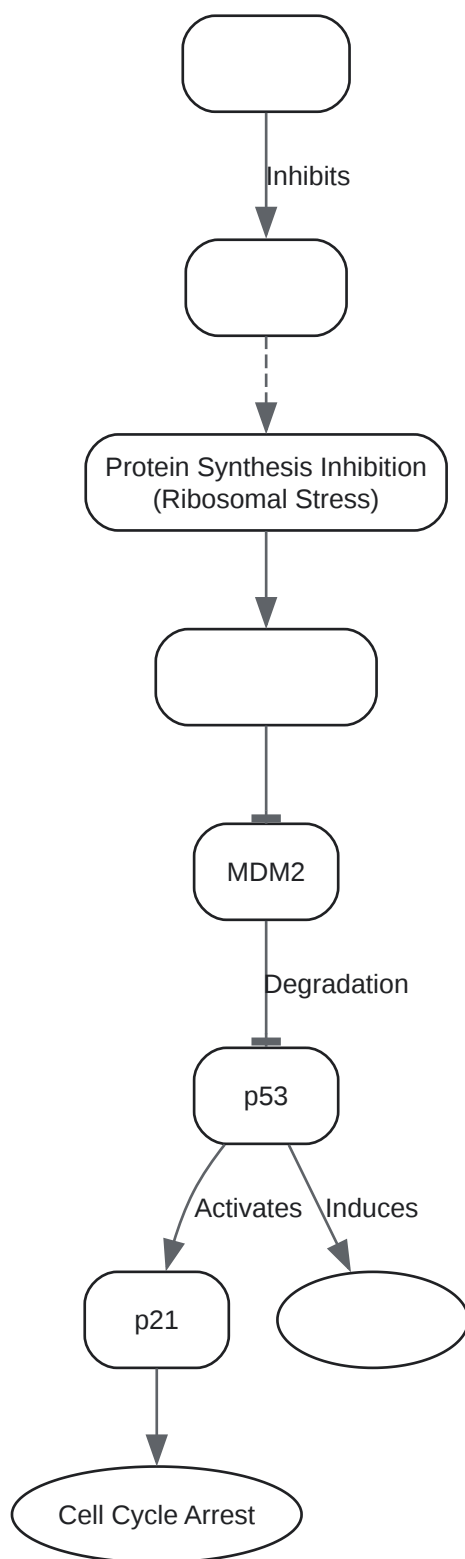 Inhibits
Protein Synthesis Inhibition
(Ribosomal Stress)
MDM2
Degradation
p53
Activates
Induces
p21
Cell Cycle Arrest